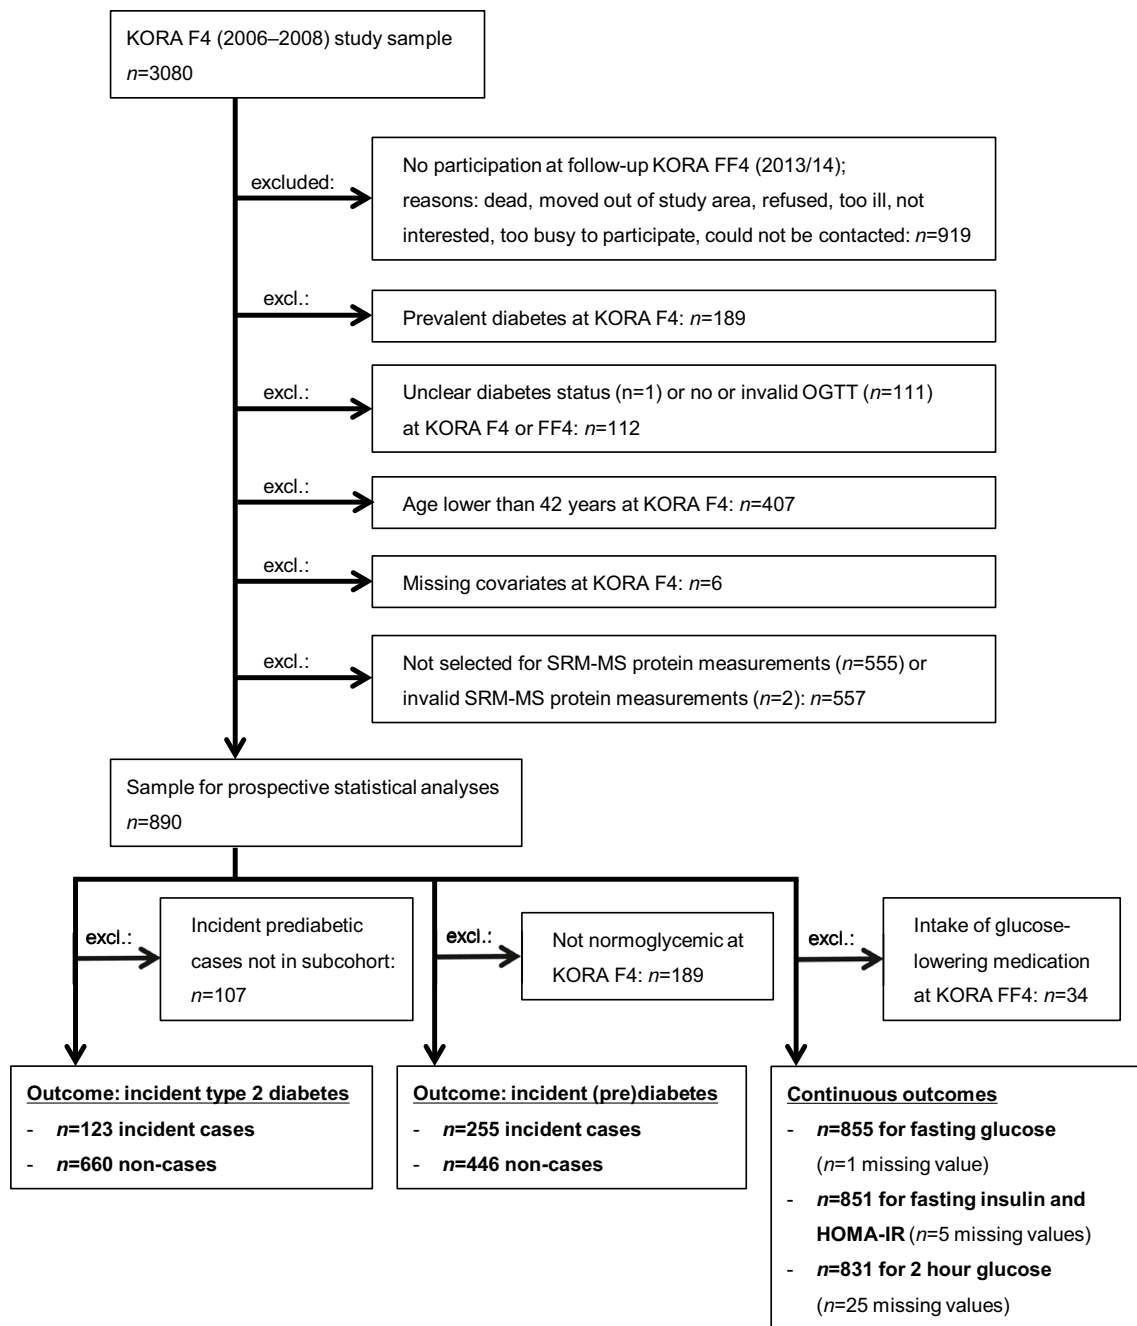 KORA F4 (2006–2008) study sample
n=3080
excluded:
No participation at follow-up KORA FF4 (2013/14);
reasons: dead, moved out of study area, refused, too ill, not
interested, too busy to participate, could not be contacted: n=919
excl.:
Prevalent diabetes at KORA F4: n=189
excl.:
Unclear diabetes status (n=1) or no or invalid OGTT (n=111)
at KORA F4 or FF4: n=112
excl.:
Age lower than 42 years at KORA F4: n=407
excl.:
Missing covariates at KORA F4: n=6
excl.:
Not selected for SRM-MS protein measurements (n=555) or
invalid SRM-MS protein measurements (n=2): n=557
Sample for prospective statistical analyses
n=890
excl.:
Incident prediabetic
cases not in subcohort:
n=107
excl.:
Not normoglycemic at
KORA F4: n=189
excl.:
Intake of glucose-
lowering medication
at KORA FF4: n=34
Outcome: incident type 2 diabetes
- n=123 incident cases
- n=660 non-cases
Outcome: incident (pre)diabetes
- n=255 incident cases
- n=446 non-cases
Continuous outcomes
- n=855 for fasting glucose
(n=1 missing value)
- n=851 for fasting insulin and
HOMA-IR (n=5 missing values)
- n=831 for 2 hour glucose
(n=25 missing values)